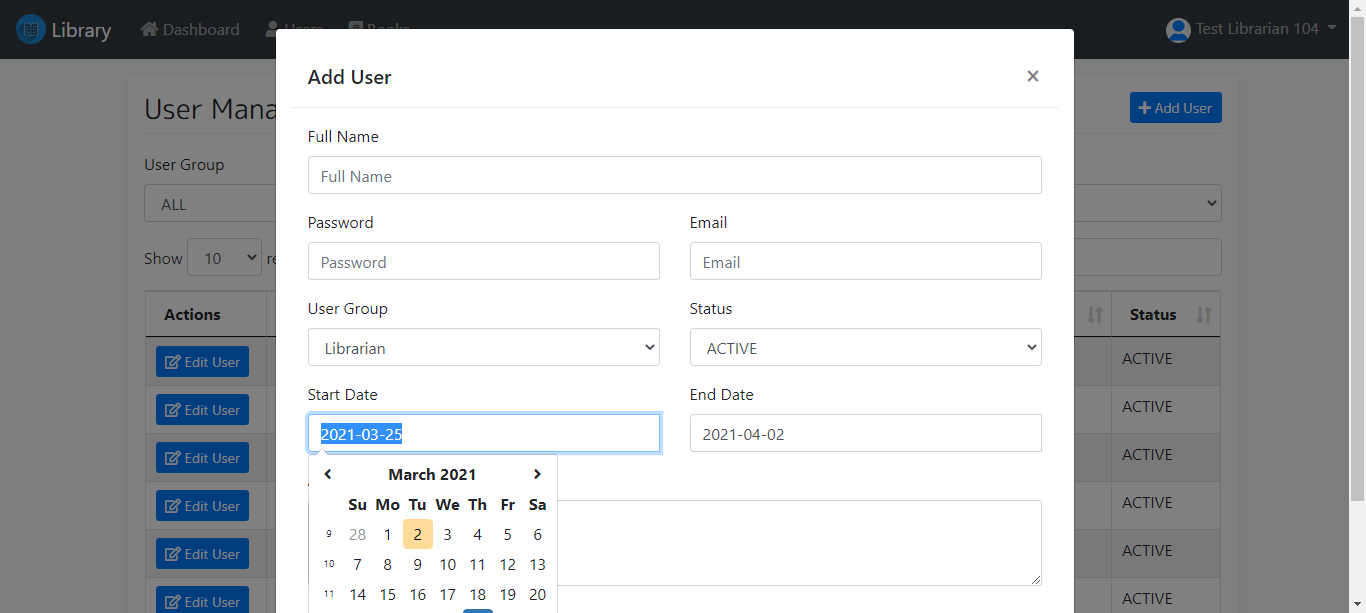 Library Dashboard Users Books Test Librarian 104
Add User
User Mana
Add User
Full Name
Full Name
User Group
ALL
Password Email
Password Email
Show 10 re
User Group Status
Librarian ACTIVE
Actions Status
Edit User ACTIVE
Start Date End Date
2021-03-25 2021-04-02
Edit User ACTIVE
Edit User ACTIVE
March 2021
Su Mo Tu We Th Fr Sa
9 28 1 2 3 4 5 6
10 7 8 9 10 11 12 13
11 14 15 16 17 18 19 20
Edit User ACTIVE
Edit User ACTIVE
Edit User ACTIVE